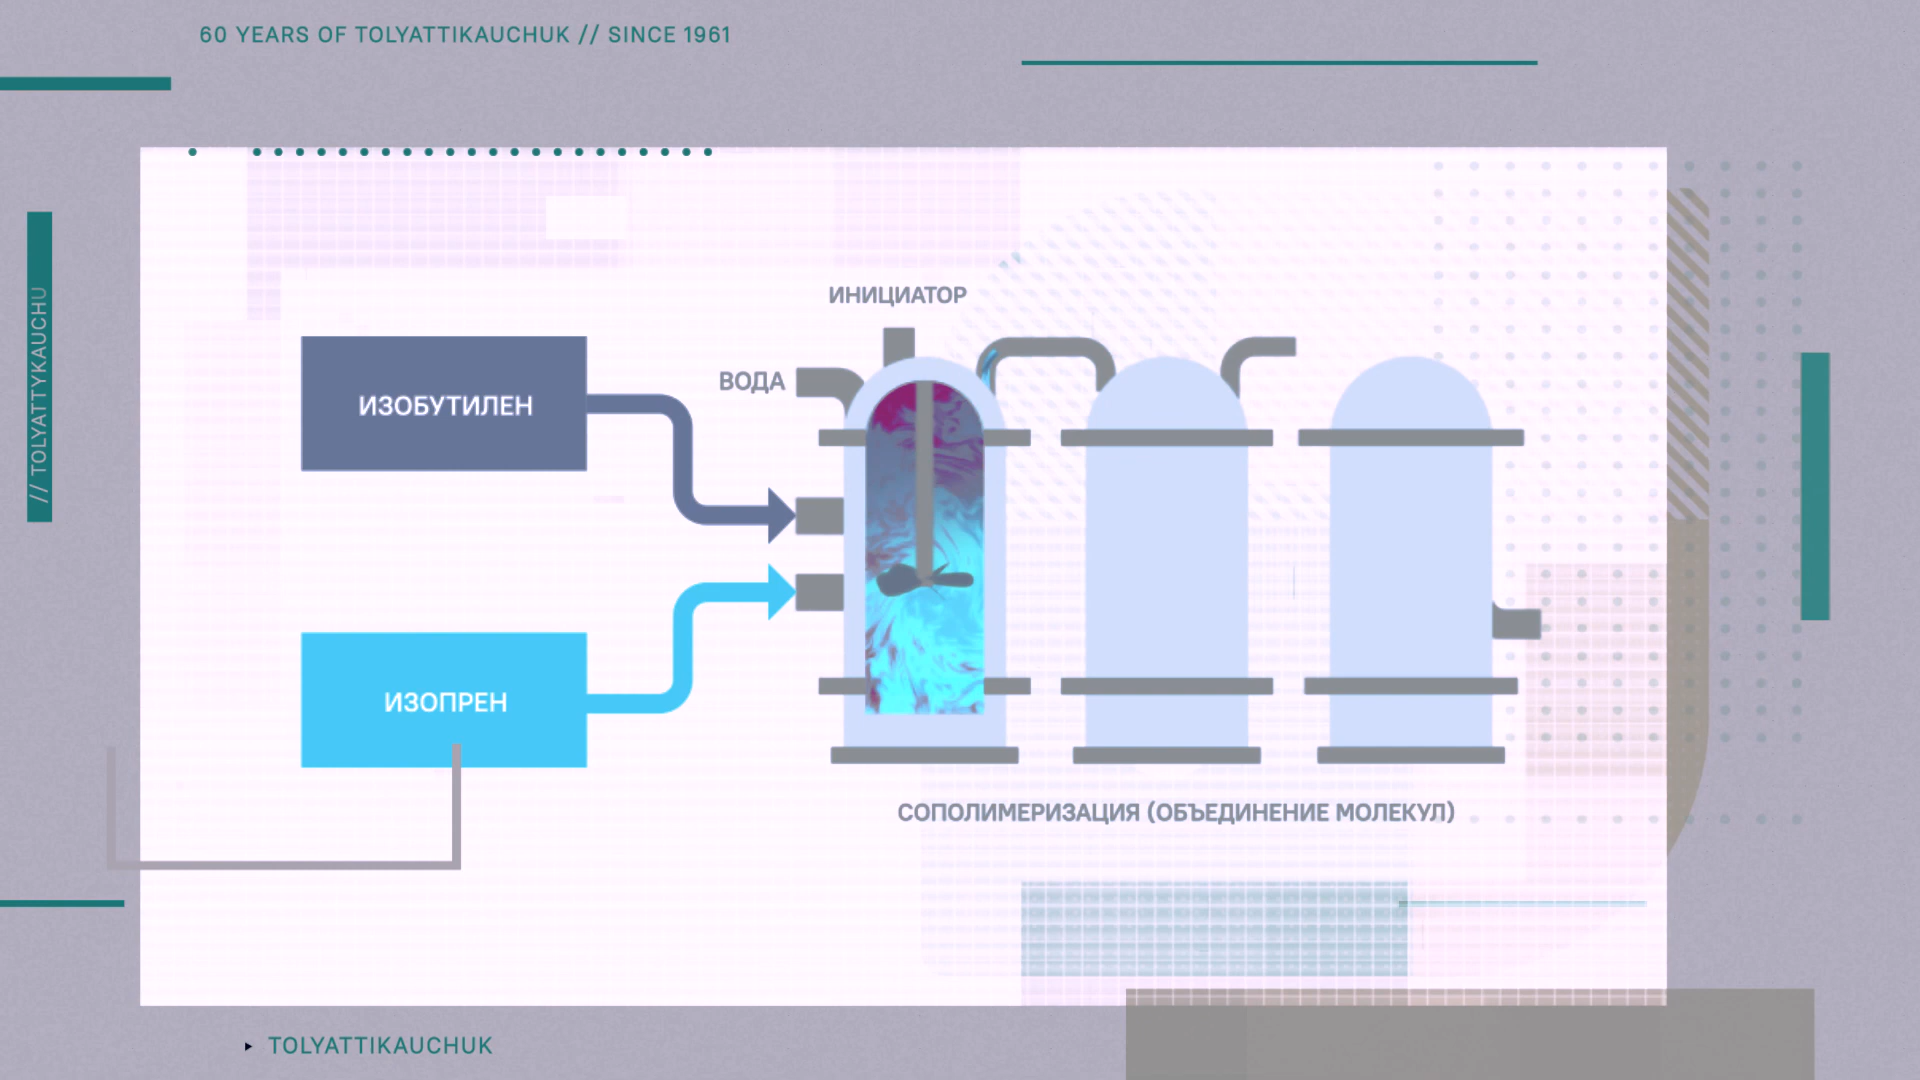 60 YEARS OF TOLYATTIKAUCHUK // SINCE 1961
// TOLYATTYKAUCHU
ИНИЦИАТОР
ВОДА
ИЗОБУТИЛЕН
ИЗОПРЕН
СОПОЛИМЕРИЗАЦИЯ (ОБЪЕДИНЕНИЕ МОЛЕКУЛ)
TOLYATTIKAUCHUK